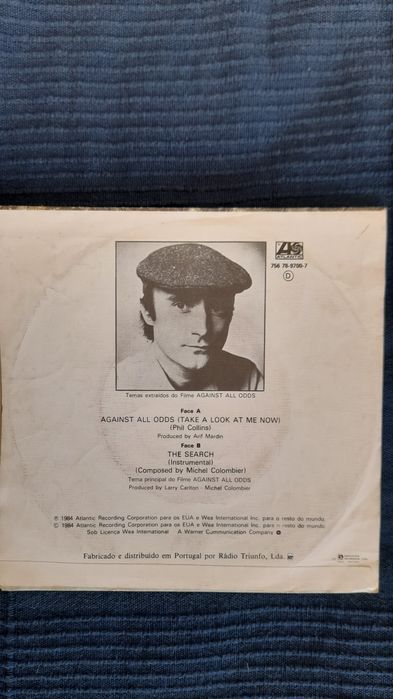 ATLANTIC
756 78-9700-7
D
Temas extraídos do Filme AGAINST ALL ODDS
Face A
AGAINST ALL ODDS (TAKE A LOOK AT ME NOW)
(Phil Collins)
Produced by Arif Mardin
Face B
THE SEARCH
(Instrumental)
(Composed by Michel Colombier)
Tema principal do Filme AGAINST ALL ODDS
Produced by Larry Carlton - Michel Colombier
℗ 1984 Atlantic Recording Corporation para os EUA e Wea International Inc. para o resto do mundo.
© 1984 Atlantic Recording Corporation para os EUA e Wea International Inc. para o resto do mundo.
Sob Licença Wea International A Warner Cummunication Company
Fabricado e distribuído em Portugal por Rádio Triunfo, Lda.